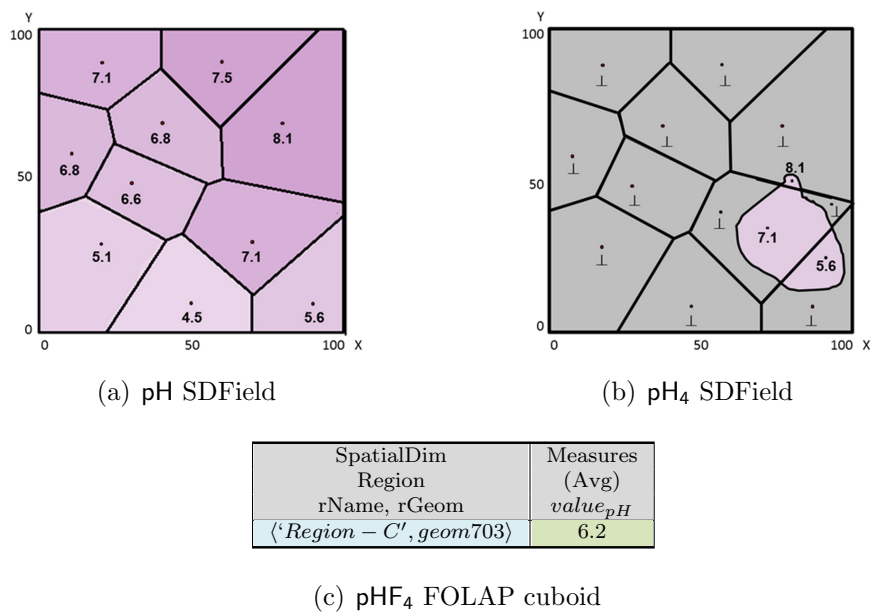 Y
100
7.1
7.5
6.8
8.1
6.8
50
6.6
5.1
7.1
4.5
5.6
0
0
50
100
X
(a) pH SDField
Y
100
⊥
⊥
⊥
⊥
⊥
8.1
50
⊥
⊥
⊥
7.1
⊥
5.6
⊥
⊥
0
0
50
100
X
(b) pH₄ SDField
SpatialDim
Measures
Region
(Avg)
rName, rGeom
value_pH
⟨‘Region − C′, geom703⟩
6.2
(c) pHF₄ FOLAP cuboid